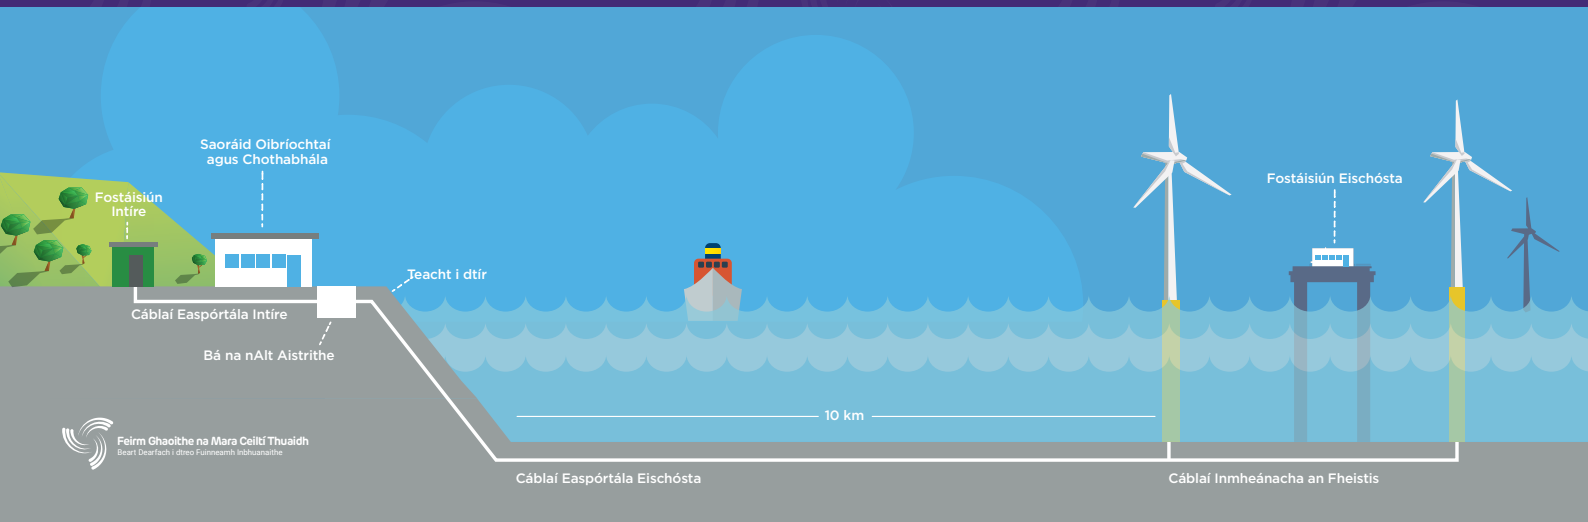 Saoráid Oibríochtaí
agus Chothabhála
Fostáisiún
Intíre
Fostáisiún Eischósta
Teacht i dtír
Cáblaí Easpórtála Intíre
Bá na nAlt Aistrithe
10 km
Feirm Ghaoithe na Mara Ceiltí Thuaidh
Beart Dearfach i dtreo Fuinneamh Inbhuanaithe
Cáblaí Easpórtála Eischósta
Cáblaí Inmheánacha an Fheistis